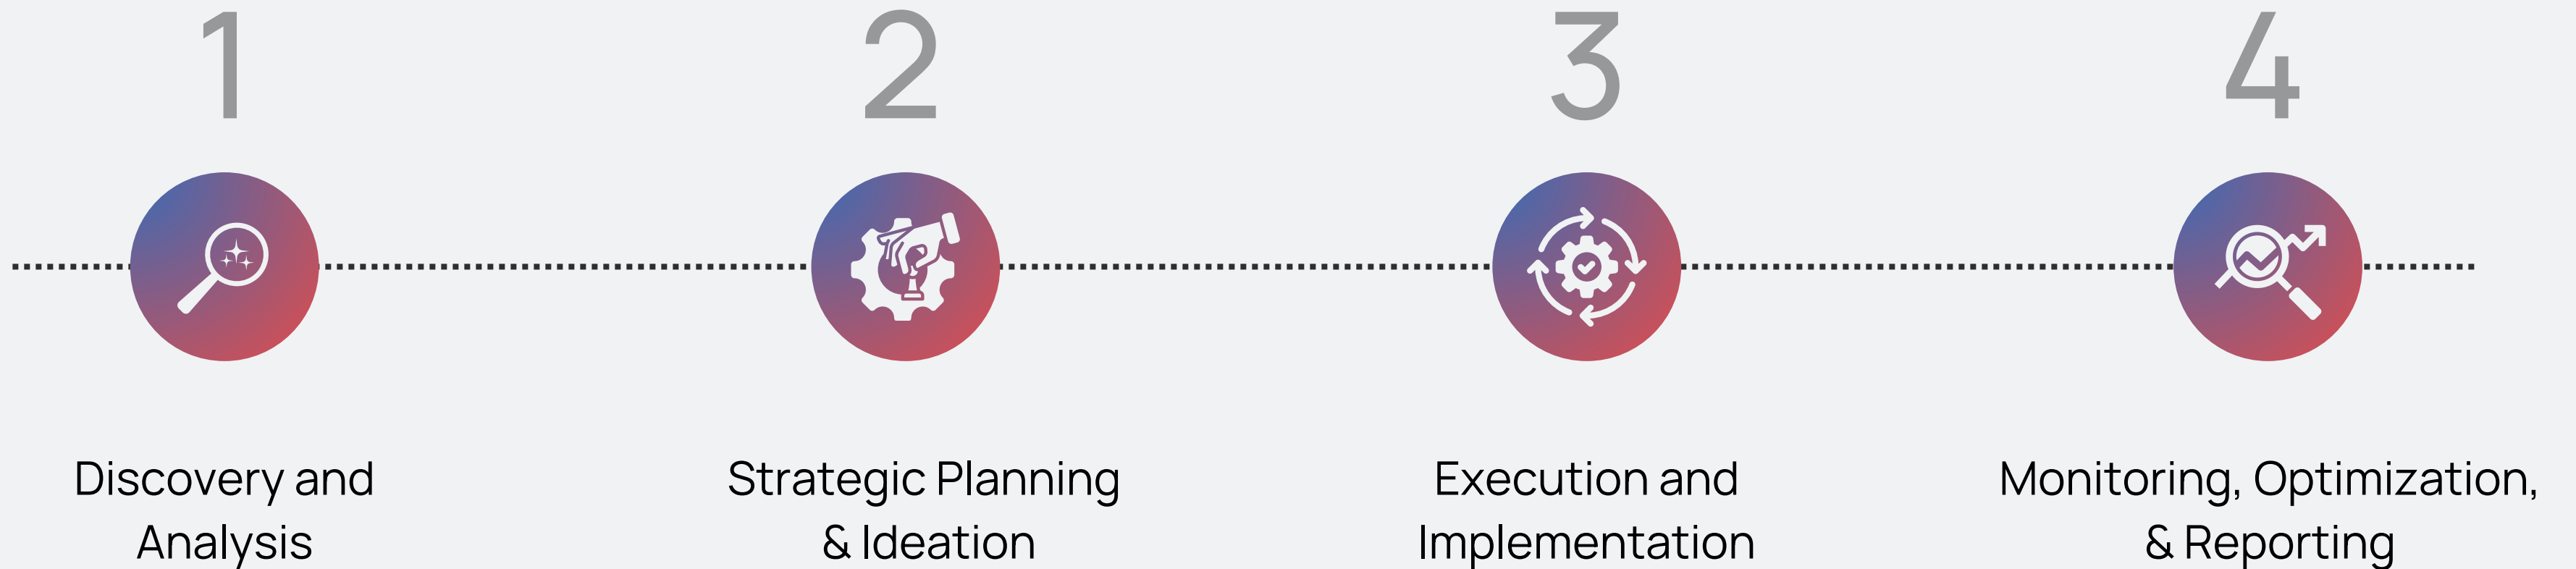 1
2
3
4
Discovery and
Analysis
Strategic Planning
& Ideation
Execution and
Implementation
Monitoring, Optimization,
& Reporting